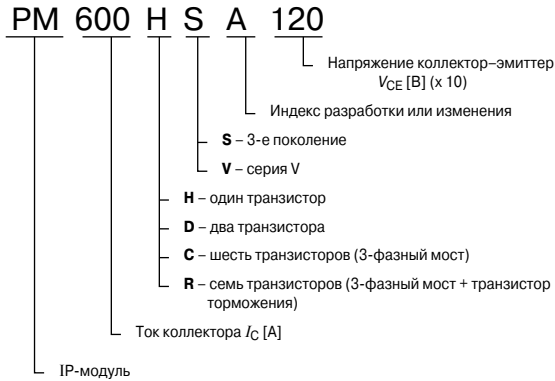 PM 600 H S A 120
Напряжение коллектор–эмиттер
VCE [В] (x 10)
Индекс разработки или изменения
S – 3-е поколение
V – серия V
H – один транзистор
D – два транзистора
C – шесть транзисторов (3-фазный мост)
R – семь транзисторов (3-фазный мост + транзистор
торможения)
Ток коллектора IC [А]
IP-модуль